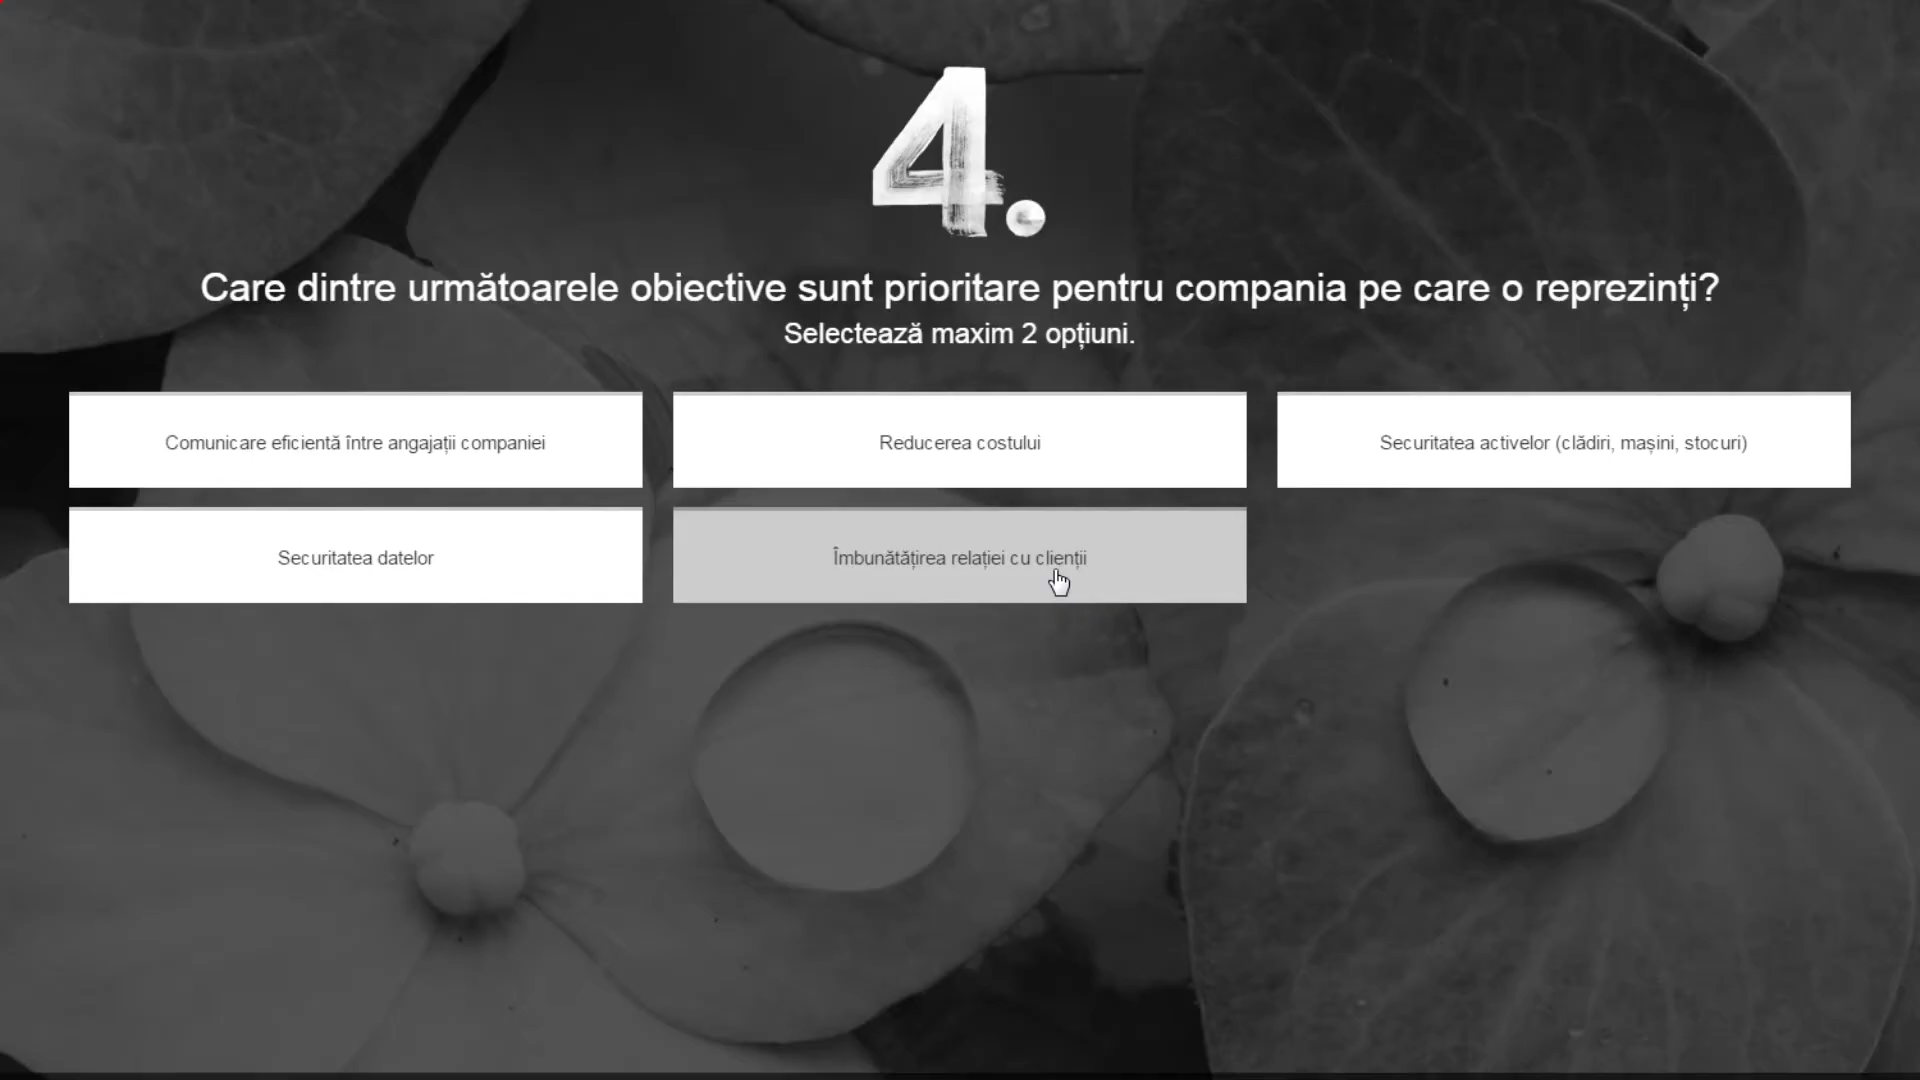 4.
Care dintre următoarele obiective sunt prioritare pentru compania pe care o reprezinți?
Selectează maxim 2 opțiuni.
Comunicare eficientă între angajații companiei
Reducerea costului
Securitatea activelor (clădiri, mașini, stocuri)
Securitatea datelor
Îmbunătățirea relației cu clienții